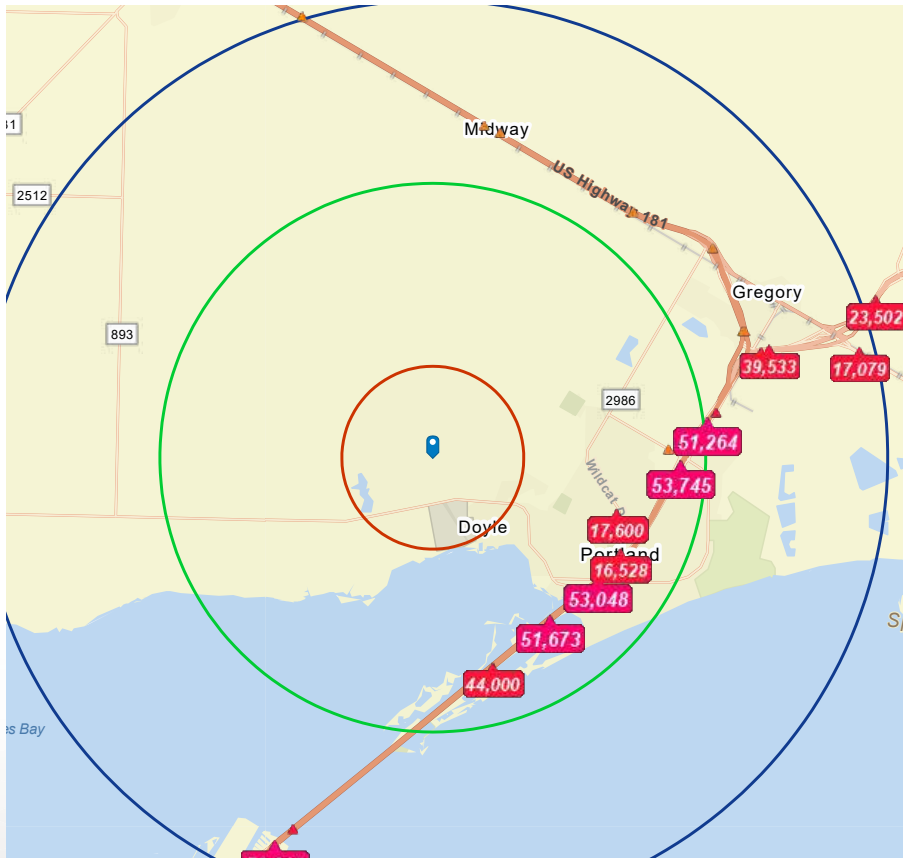 Midway
31
2512
US Highway 181
Gregory
23,502
893
39,533
17,079
2986
51,264
53,745
Wildcat
17,600
Doyle
Portland
16,528
53,048
51,673
44,000
es Bay